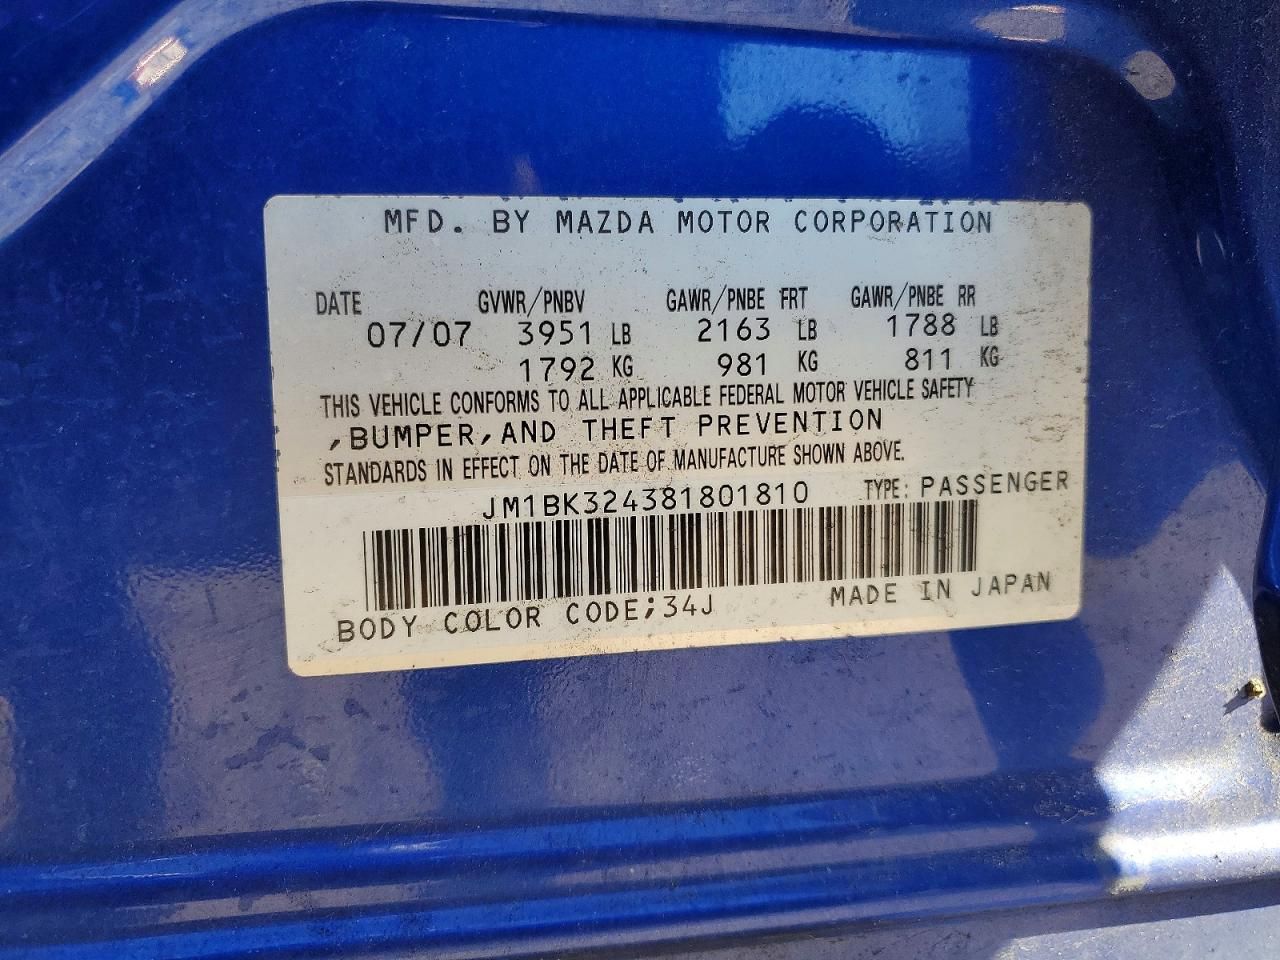 MFD. BY MAZDA MOTOR CORPORATION
DATE GVWR/PNBV GAWR/PNBE FRT GAWR/PNBE RR
07/07 3951 LB 2163 LB 1788 LB
1792 KG 981 KG 811 KG
THIS VEHICLE CONFORMS TO ALL APPLICABLE FEDERAL MOTOR VEHICLE SAFETY
,BUMPER,AND THEFT PREVENTION
STANDARDS IN EFFECT ON THE DATE OF MANUFACTURE SHOWN ABOVE.
JM1BK324381801810 TYPE: PASSENGER
BODY COLOR CODE;34J MADE IN JAPAN